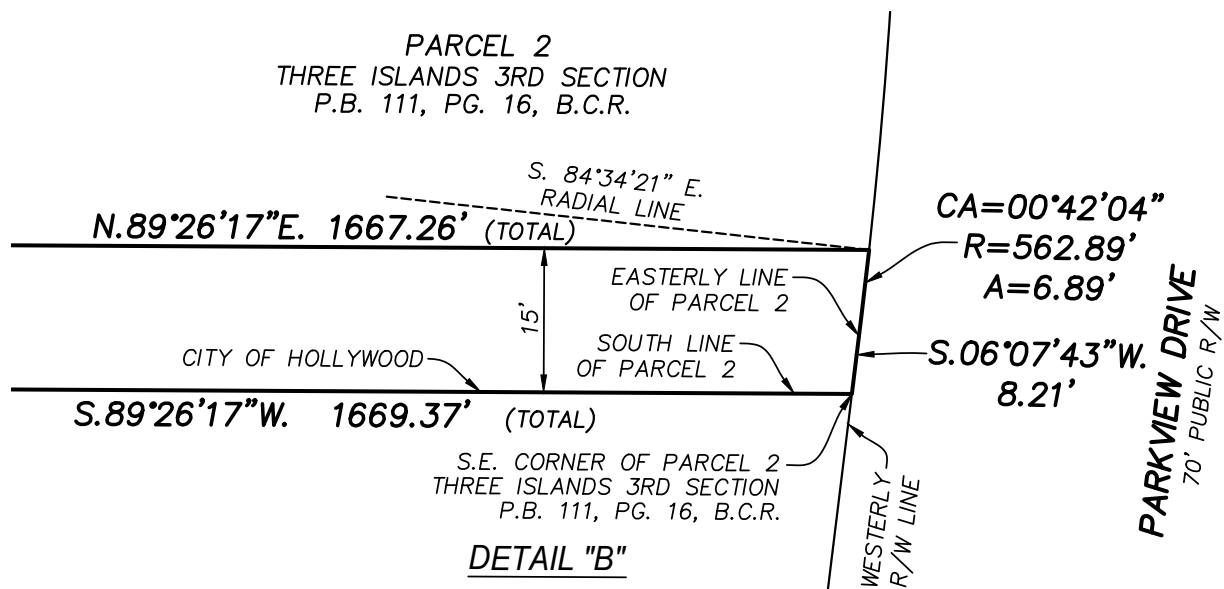 PARCEL 2
THREE ISLANDS 3RD SECTION
P.B. 111, PG. 16, B.C.R.
S. 84°34'21" E.
RADIAL LINE
N.89°26'17"E. 1667.26' (TOTAL)
CA=00°42'04"
R=562.89'
A=6.89'
EASTERLY LINE
OF PARCEL 2
15'
SOUTH LINE
OF PARCEL 2
CITY OF HOLLYWOOD
S.06°07'43"W.
8.21'
S.89°26'17"W. 1669.37' (TOTAL)
S.E. CORNER OF PARCEL 2
THREE ISLANDS 3RD SECTION
P.B. 111, PG. 16, B.C.R.
WESTERLY
R/W LINE
PARKVIEW DRIVE
70' PUBLIC R/W
DETAIL "B"